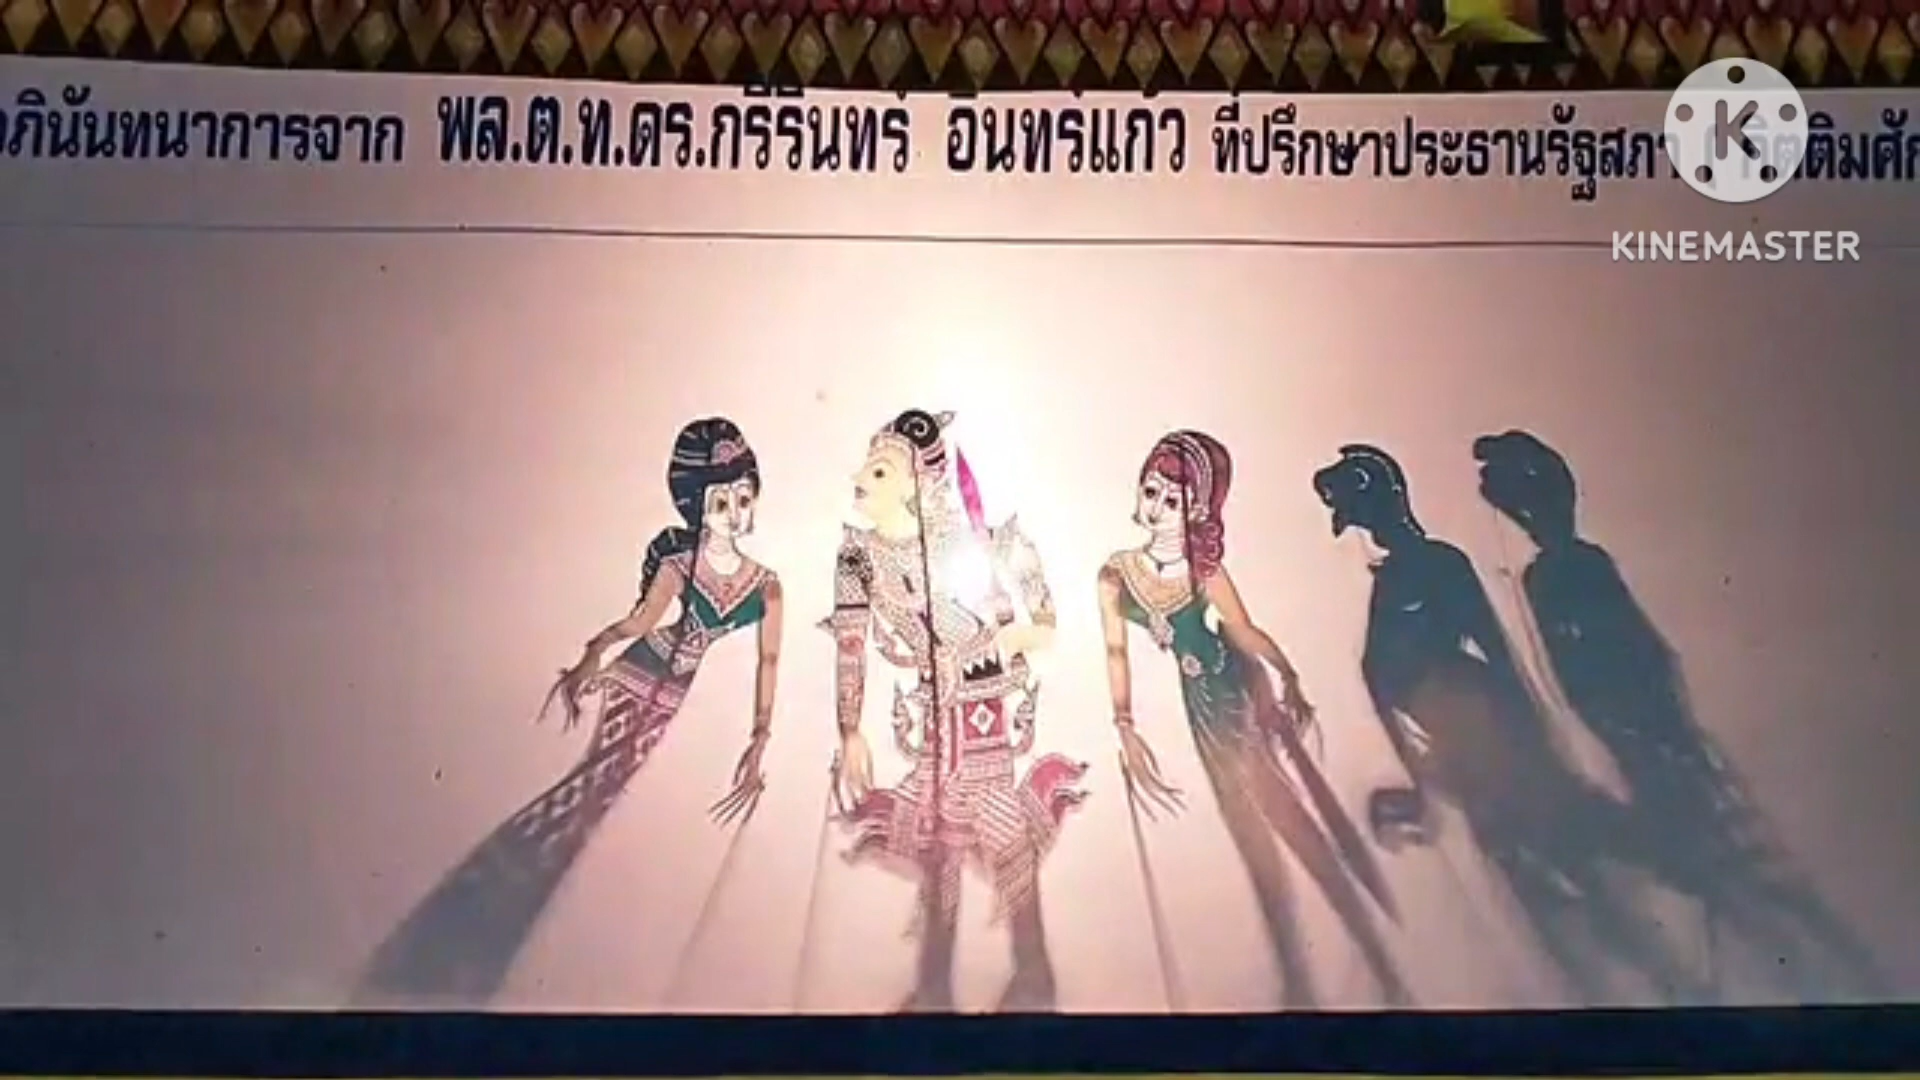 อภินันทนาการจาก พล.ต.ท.ดร.กรีรินทร์ อินทร์แก้ว ที่ปรึกษาประธานรัฐสภา
K
KINEMASTER